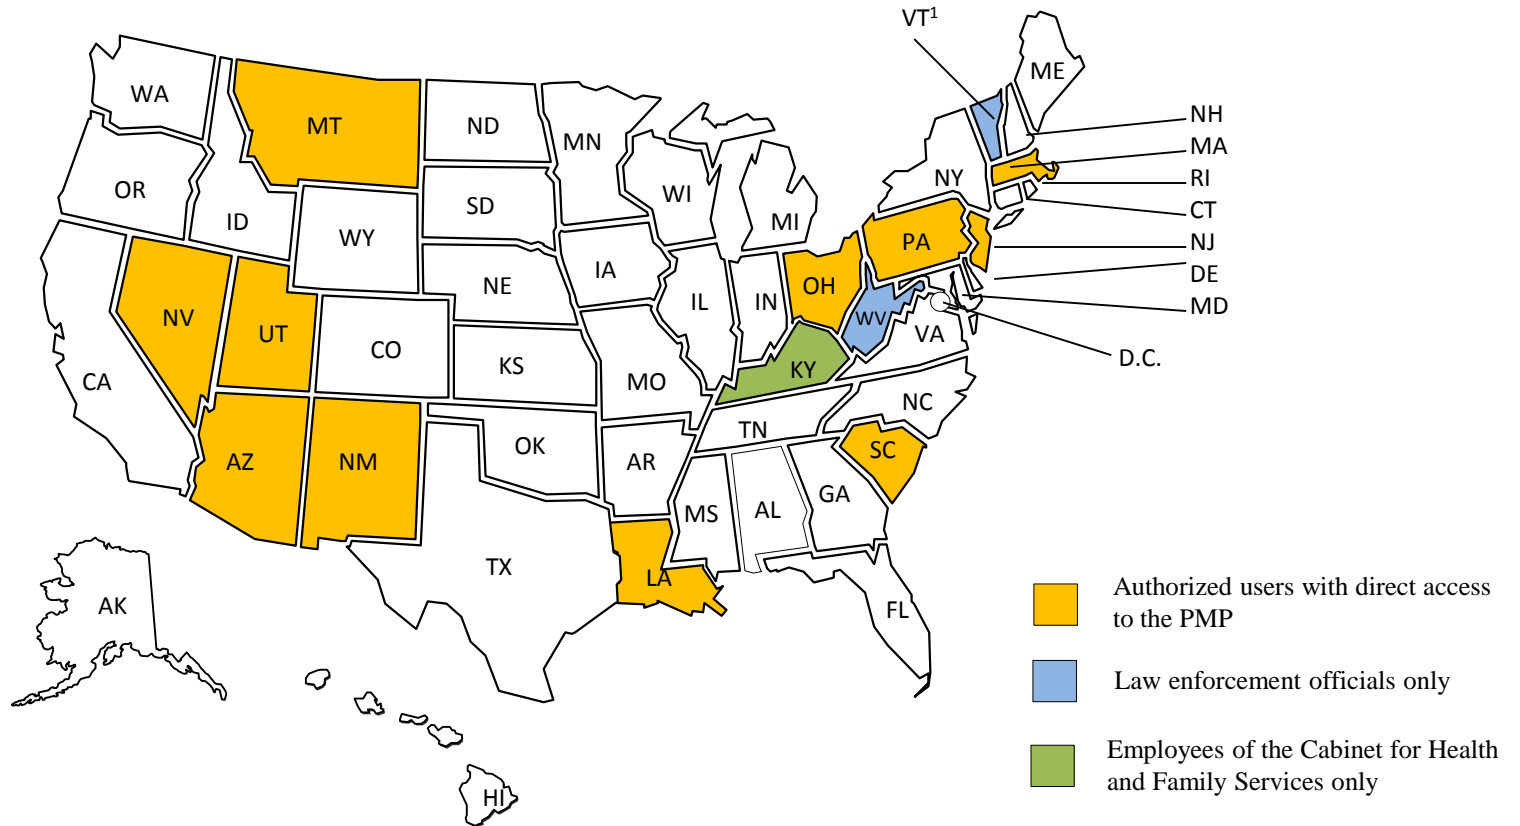 VT¹
ME
WA
MT
ND
MN
NH
MA
RI
CT
NJ
DE
MD
D.C.
OR
ID
SD
WI
MI
NY
WY
PA
IA
NE
OH
IL
IN
NV
UT
CO
WV
VA
KS
MO
KY
CA
NC
TN
OK
AZ
NM
AR
SC
GA
MS
AL
TX
LA
AK
FL
HI
Authorized users with direct access
to the PMP
Law enforcement officials only
Employees of the Cabinet for Health
and Family Services only